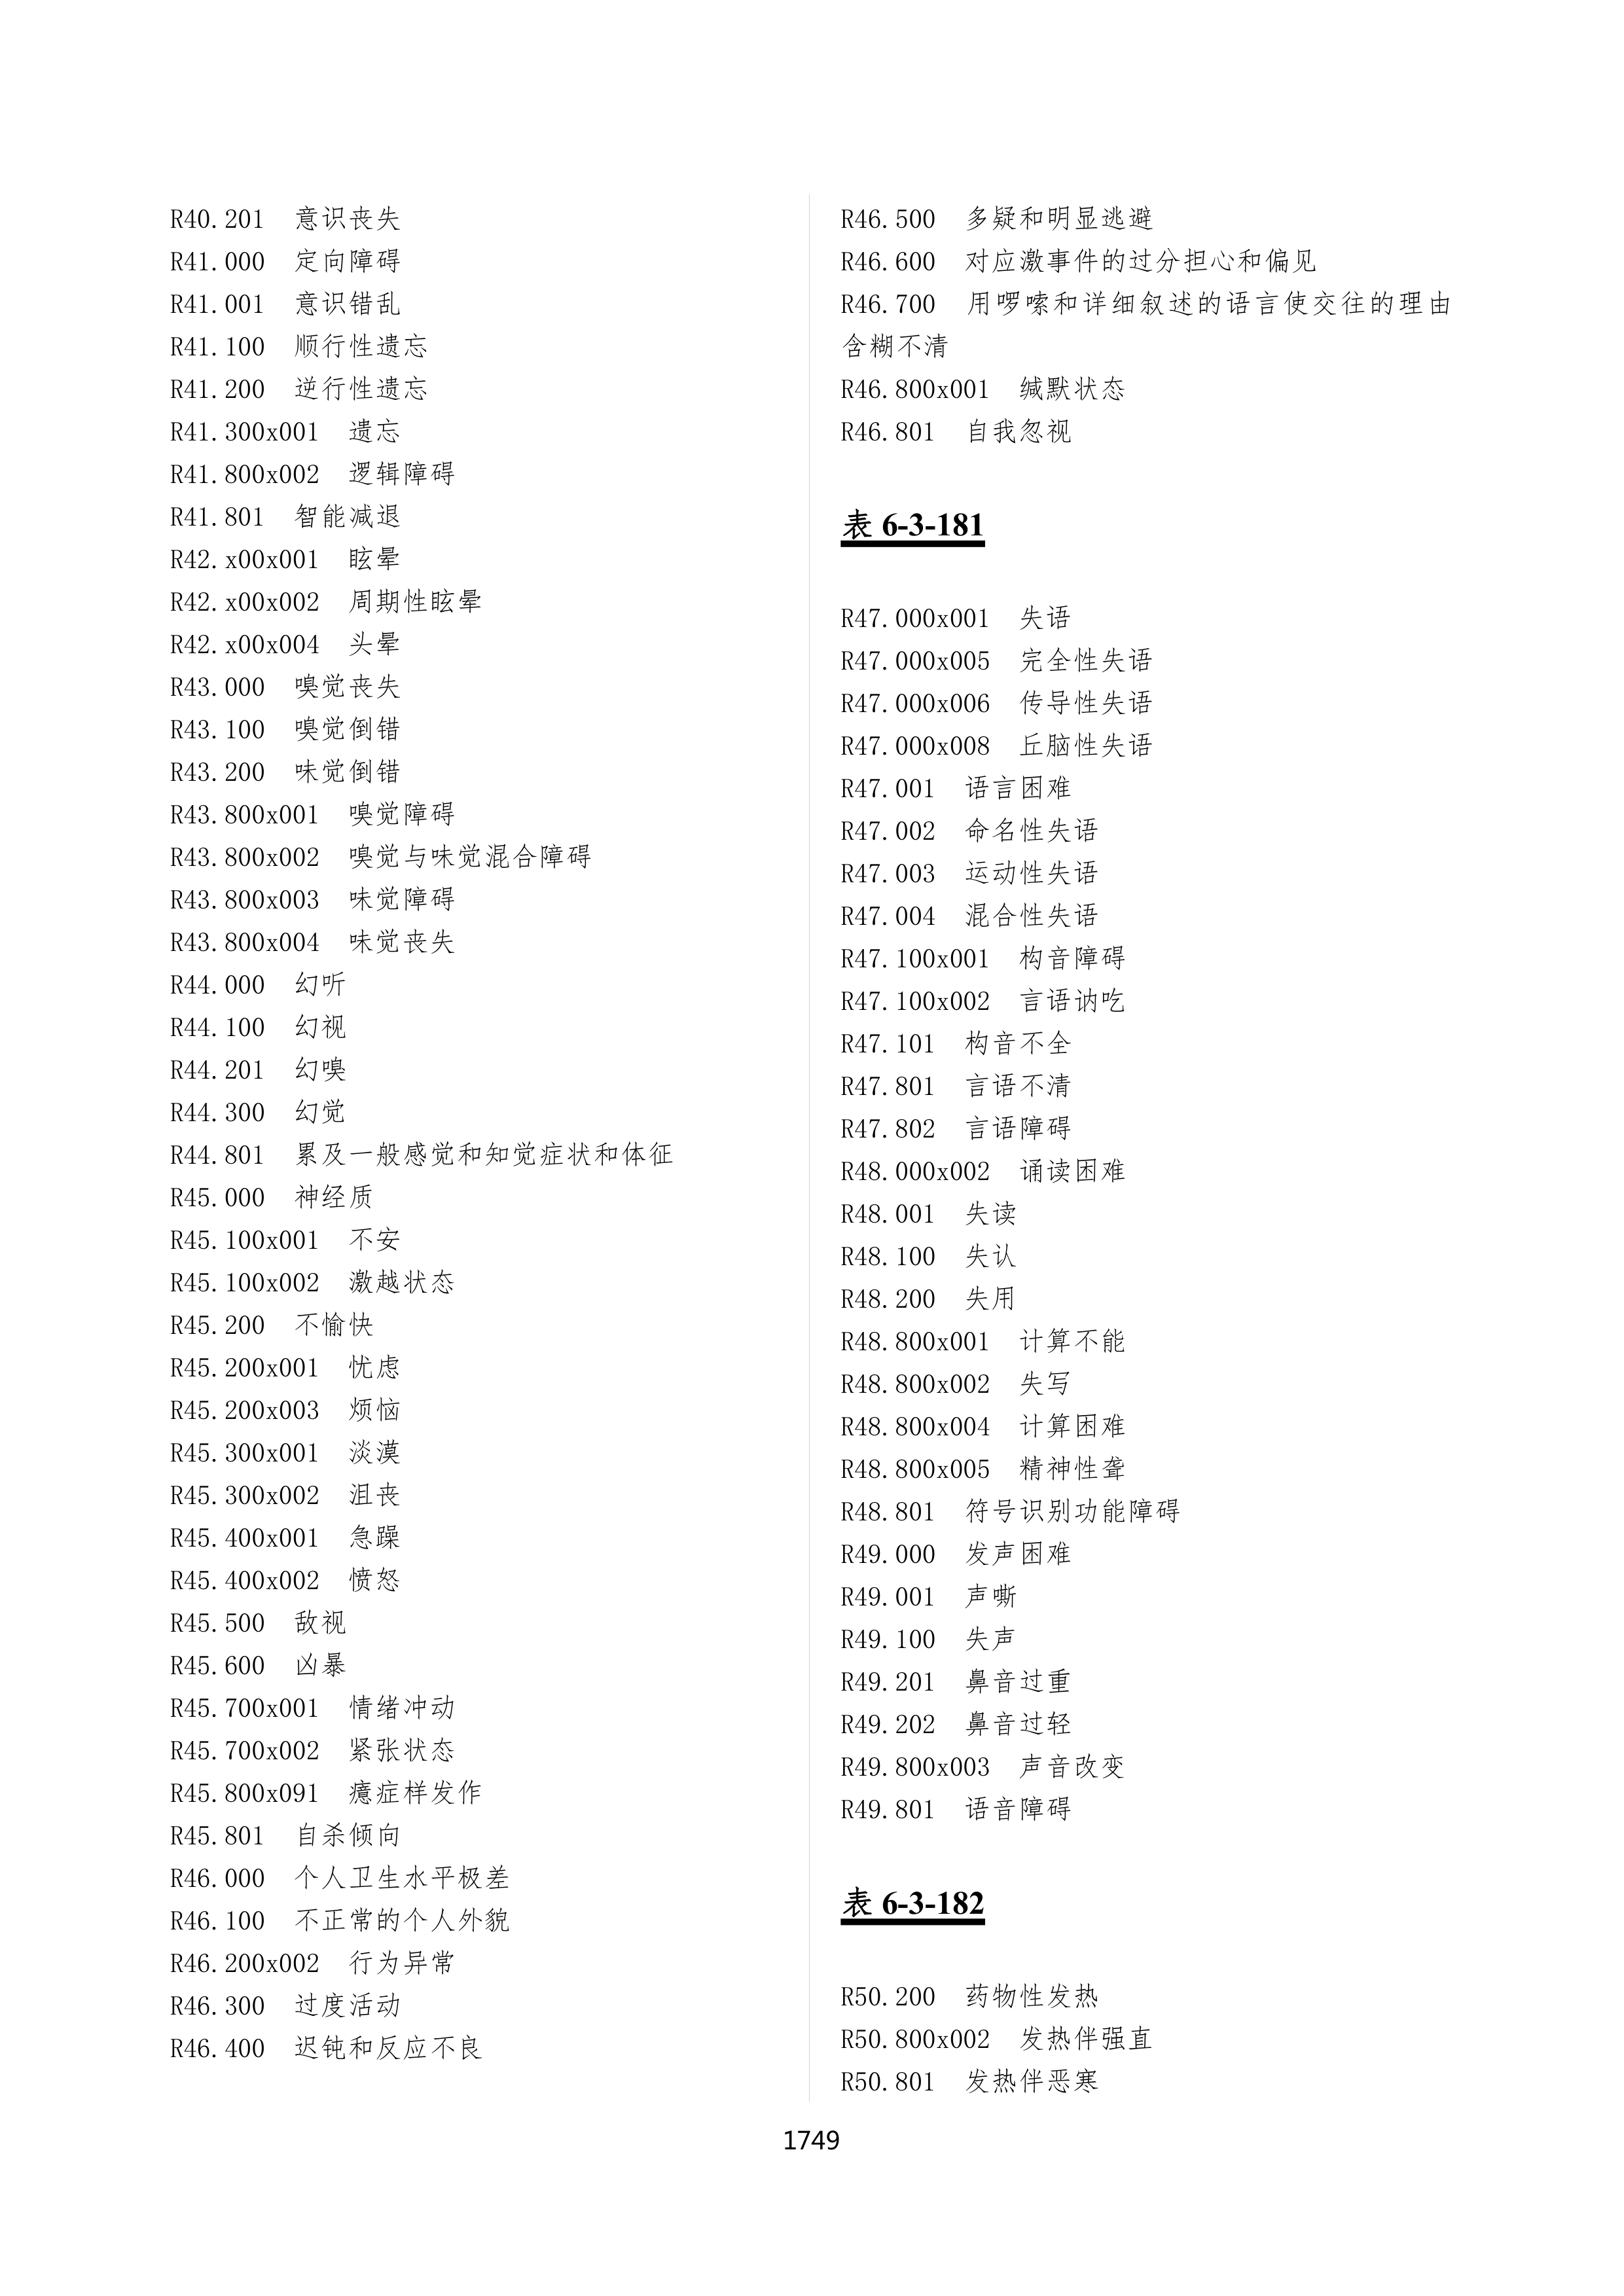 R40.201 意识丧失
R41.000 定向障碍
R41.001 意识错乱
R41.100 顺行性遗忘
R41.200 逆行性遗忘
R41.300x001 遗忘
R41.800x002 逻辑障碍
R41.801 智能减退
R42.x00x001 眩晕
R42.x00x002 周期性眩晕
R42.x00x004 头晕
R43.000 嗅觉丧失
R43.100 嗅觉倒错
R43.200 味觉倒错
R43.800x001 嗅觉障碍
R43.800x002 嗅觉与味觉混合障碍
R43.800x003 味觉障碍
R43.800x004 味觉丧失
R44.000 幻听
R44.100 幻视
R44.201 幻嗅
R44.300 幻觉
R44.801 累及一般感觉和知觉症状和体征
R45.000 神经质
R45.100x001 不安
R45.100x002 激越状态
R45.200 不愉快
R45.200x001 忧虑
R45.200x003 烦恼
R45.300x001 淡漠
R45.300x002 沮丧
R45.400x001 急躁
R45.400x002 愤怒
R45.500 敌视
R45.600 凶暴
R45.700x001 情绪冲动
R45.700x002 紧张状态
R45.800x091 癔症样发作
R45.801 自杀倾向
R46.000 个人卫生水平极差
R46.100 不正常的个人外貌
R46.200x002 行为异常
R46.300 过度活动
R46.400 迟钝和反应不良
R46.500 多疑和明显逃避
R46.600 对应激事件的过分担心和偏见
R46.700 用啰嗦和详细叙述的语言使交往的理由
含糊不清
R46.800x001 缄默状态
R46.801 自我忽视
表 6-3-181
R47.000x001 失语
R47.000x005 完全性失语
R47.000x006 传导性失语
R47.000x008 丘脑性失语
R47.001 语言困难
R47.002 命名性失语
R47.003 运动性失语
R47.004 混合性失语
R47.100x001 构音障碍
R47.100x002 言语讷吃
R47.101 构音不全
R47.801 言语不清
R47.802 言语障碍
R48.000x002 诵读困难
R48.001 失读
R48.100 失认
R48.200 失用
R48.800x001 计算不能
R48.800x002 失写
R48.800x004 计算困难
R48.800x005 精神性聋
R48.801 符号识别功能障碍
R49.000 发声困难
R49.001 声嘶
R49.100 失声
R49.201 鼻音过重
R49.202 鼻音过轻
R49.800x003 声音改变
R49.801 语音障碍
表 6-3-182
R50.200 药物性发热
R50.800x002 发热伴强直
R50.801 发热伴恶寒
1749